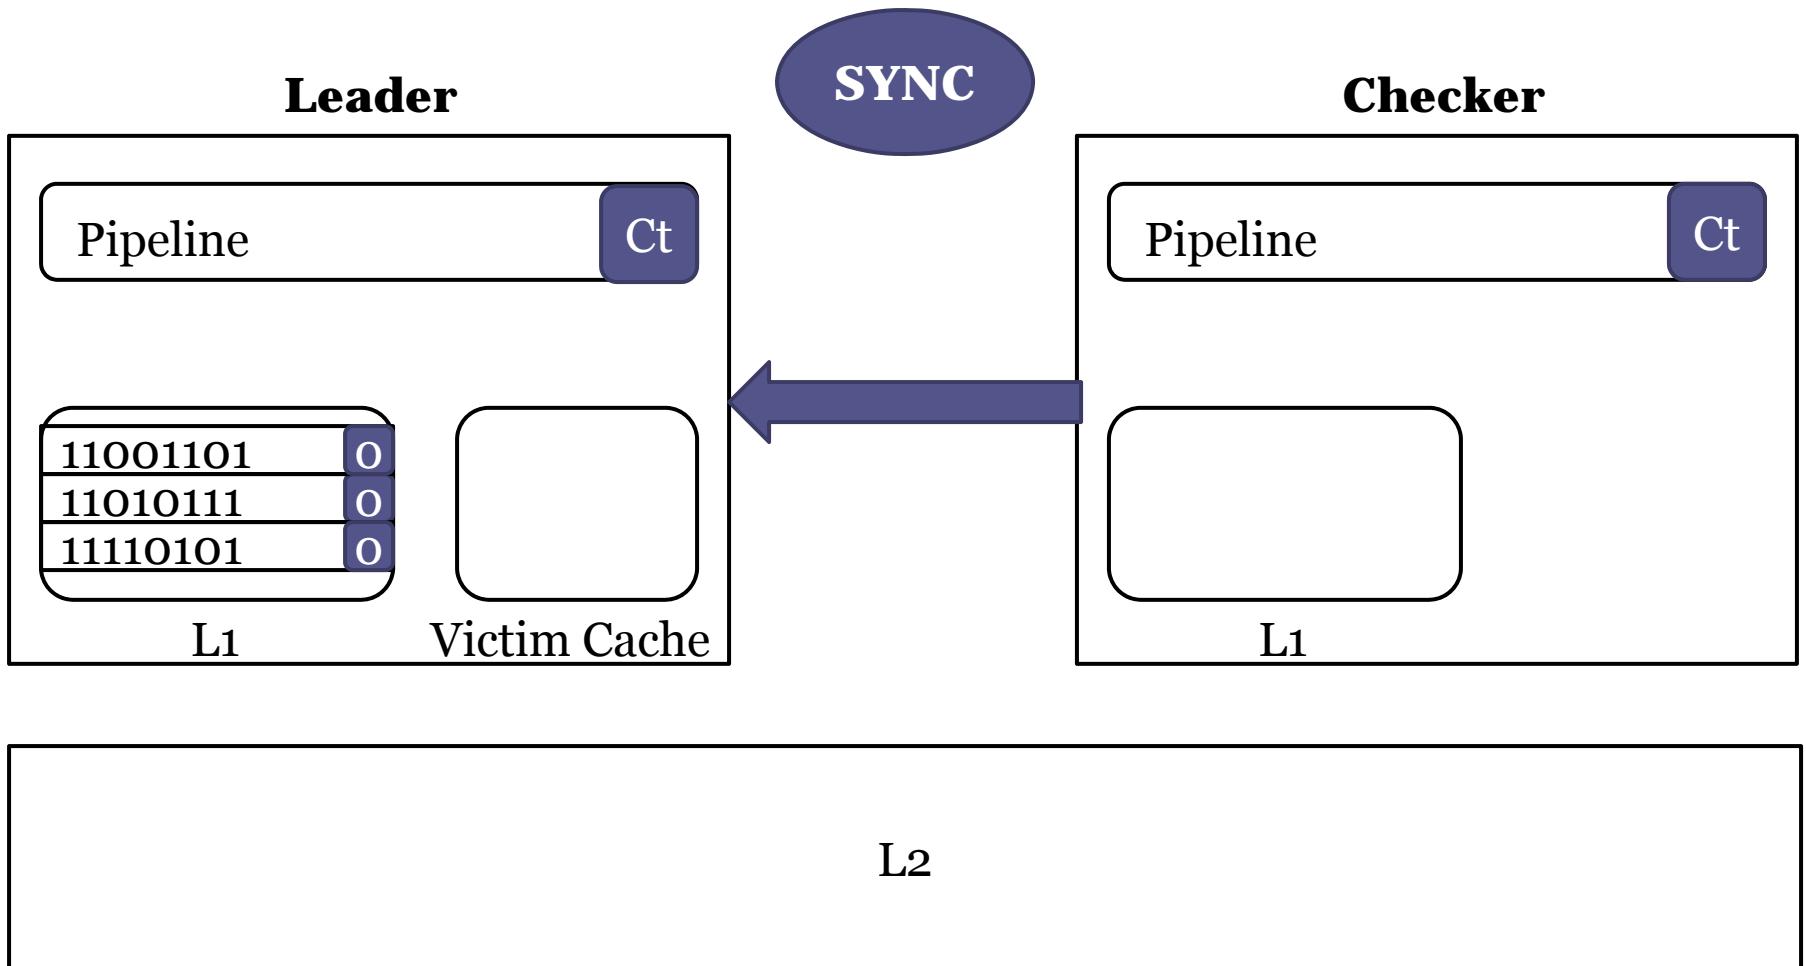 SYNC
Leader
Checker
Pipeline Ct
Pipeline Ct
11001101 0
11010111 0
11110101 0
L1
Victim Cache
L1
L2